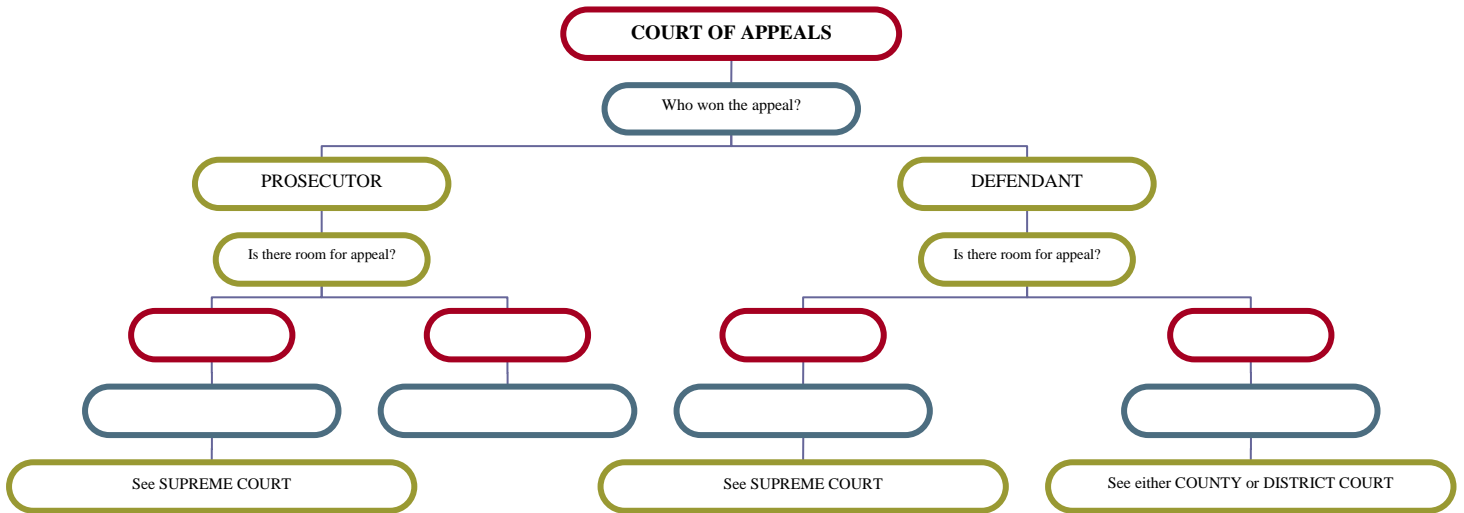 COURT OF APPEALS
Who won the appeal?
PROSECUTOR
DEFENDANT
Is there room for appeal?
Is there room for appeal?
See SUPREME COURT
See SUPREME COURT
See either COUNTY or DISTRICT COURT